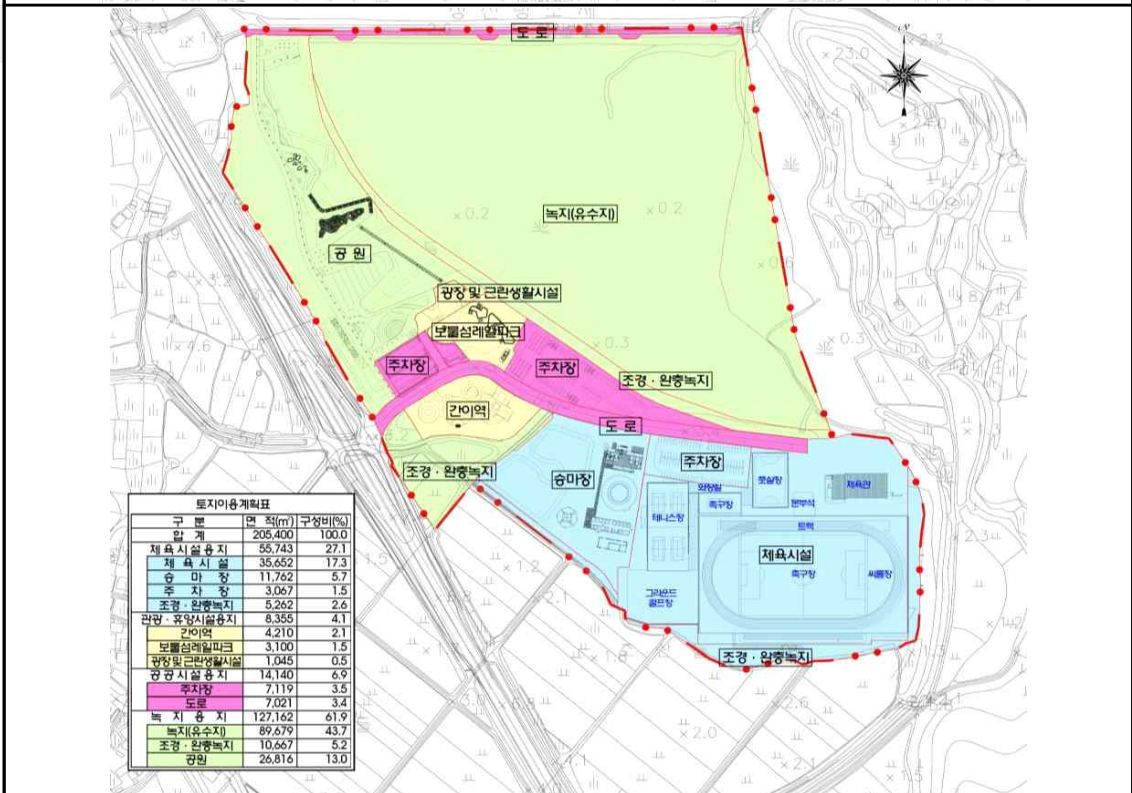 도 로
녹지(유수지)
공 원
광장 및 근린생활시설
보물섬레일파크
주차장
주차장
조경 · 완충녹지
간이역
도 로
조경 · 완충녹지
승마장
주차장
화장실
풋살장
체육관
족구장
본부석
테니스장
트랙
체육시설
축구장
씨름장
그라운드
골프장
조경 · 완충녹지
토지이용계획표
구 분 면 적(㎡) 구성비(%)
합 계 205,400 100.0
체육시설용지 55,743 27.1
체 육 시 설 35,652 17.3
승 마 장 11,762 5.7
주 차 장 3,067 1.5
조경 · 완충녹지 5,262 2.6
관광 · 휴양시설용지 8,355 4.1
간이역 4,210 2.1
보물섬레일파크 3,100 1.5
광장및근린생활시설 1,045 0.5
공공시설용지 14,140 6.9
주차장 7,119 3.5
도로 7,021 3.4
녹 지 용 지 127,162 61.9
녹지(유수지) 89,679 43.7
조경 · 완충녹지 10,667 5.2
공원 26,816 13.0